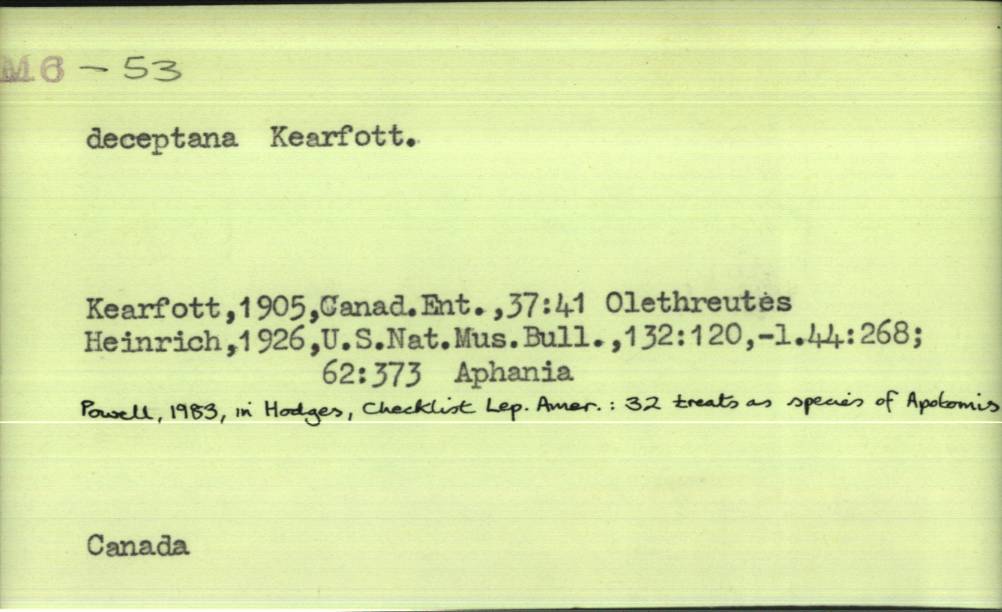 M6 - 53
deceptana Kearfott.
Kearfott,1905,Canad.Ent.,37:41 Olethreutes
Heinrich,1926,U.S.Nat.Mus.Bull.,132:120,-l.44:268;
62:373 Aphania
Powell, 1983, in Hodges, Checklist Lep. Amer. : 32 treats as species of Apotomis
Canada